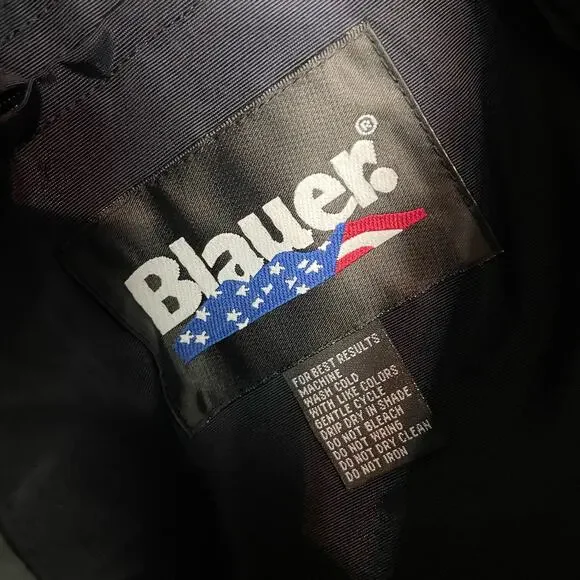 Blauer.®
FOR BEST RESULTS
MACHINE
WASH COLD
WITH LIKE COLORS
GENTLE CYCLE
DRIP DRY IN SHADE
DO NOT BLEACH
DO NOT WRING
DO NOT DRY CLEAN
DO NOT IRON